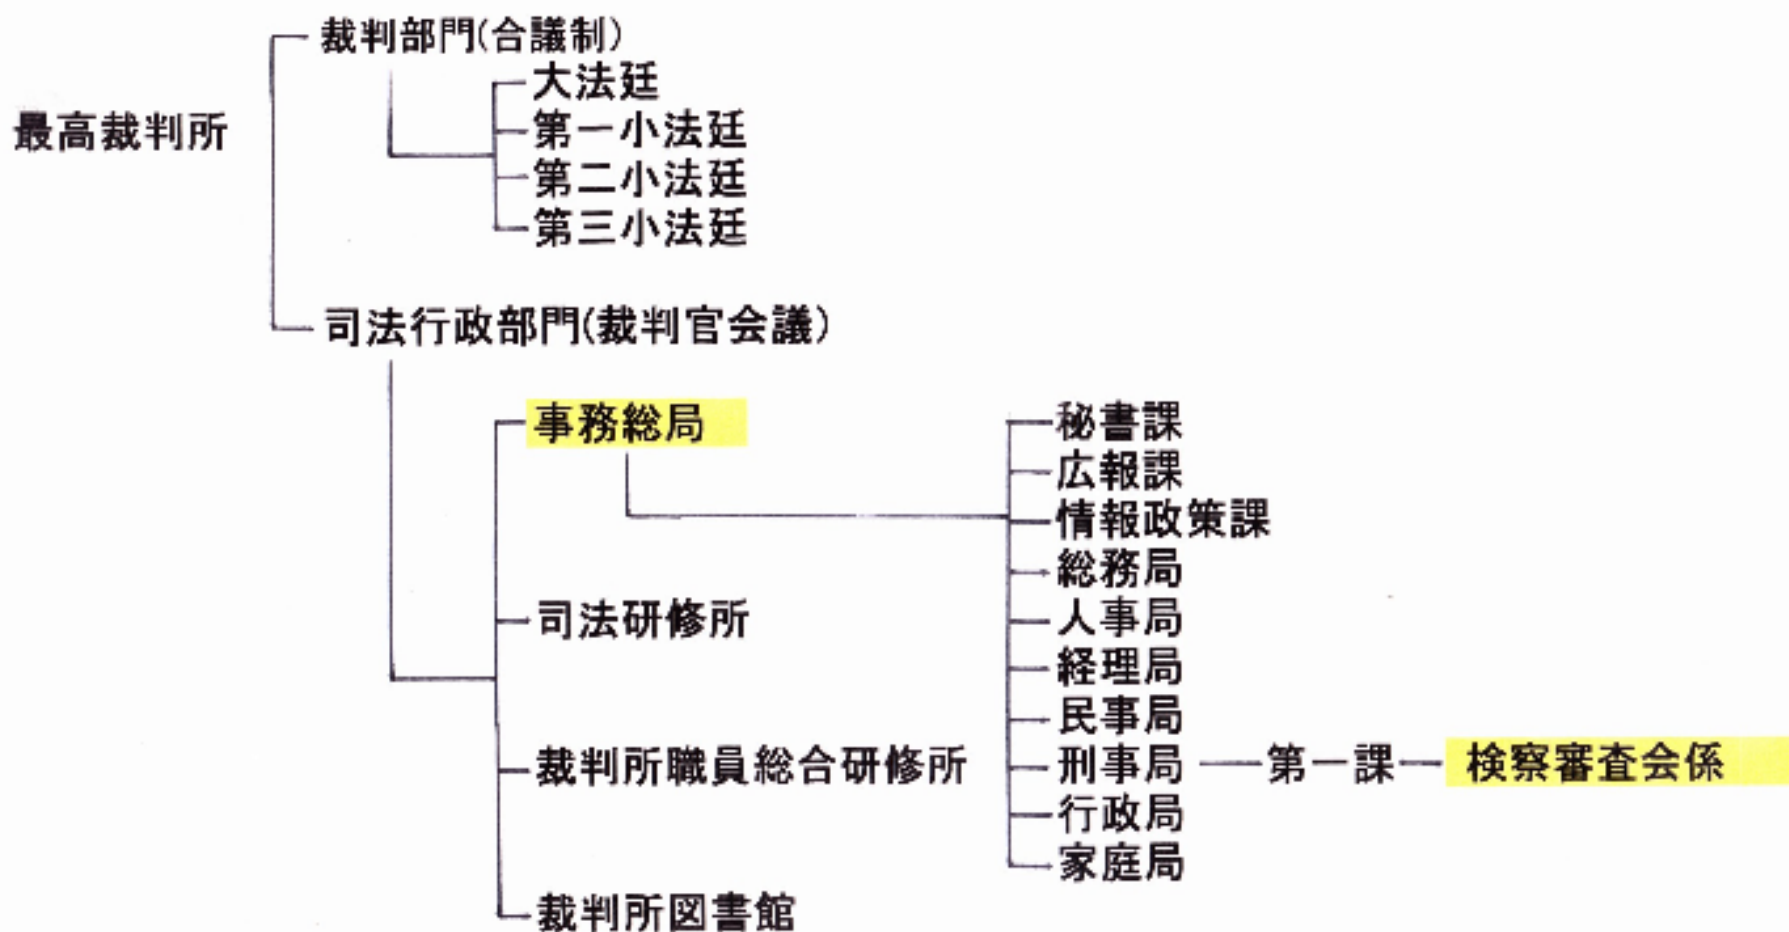 裁判部門(合議制)
大法廷
最高裁判所
第一小法廷
第二小法廷
第三小法廷
司法行政部門(裁判官会議)
事務総局
秘書課
広報課
情報政策課
総務局
司法研修所
人事局
経理局
民事局
裁判所職員総合研修所
刑事局
第一課
検察審査会係
行政局
家庭局
裁判所図書館